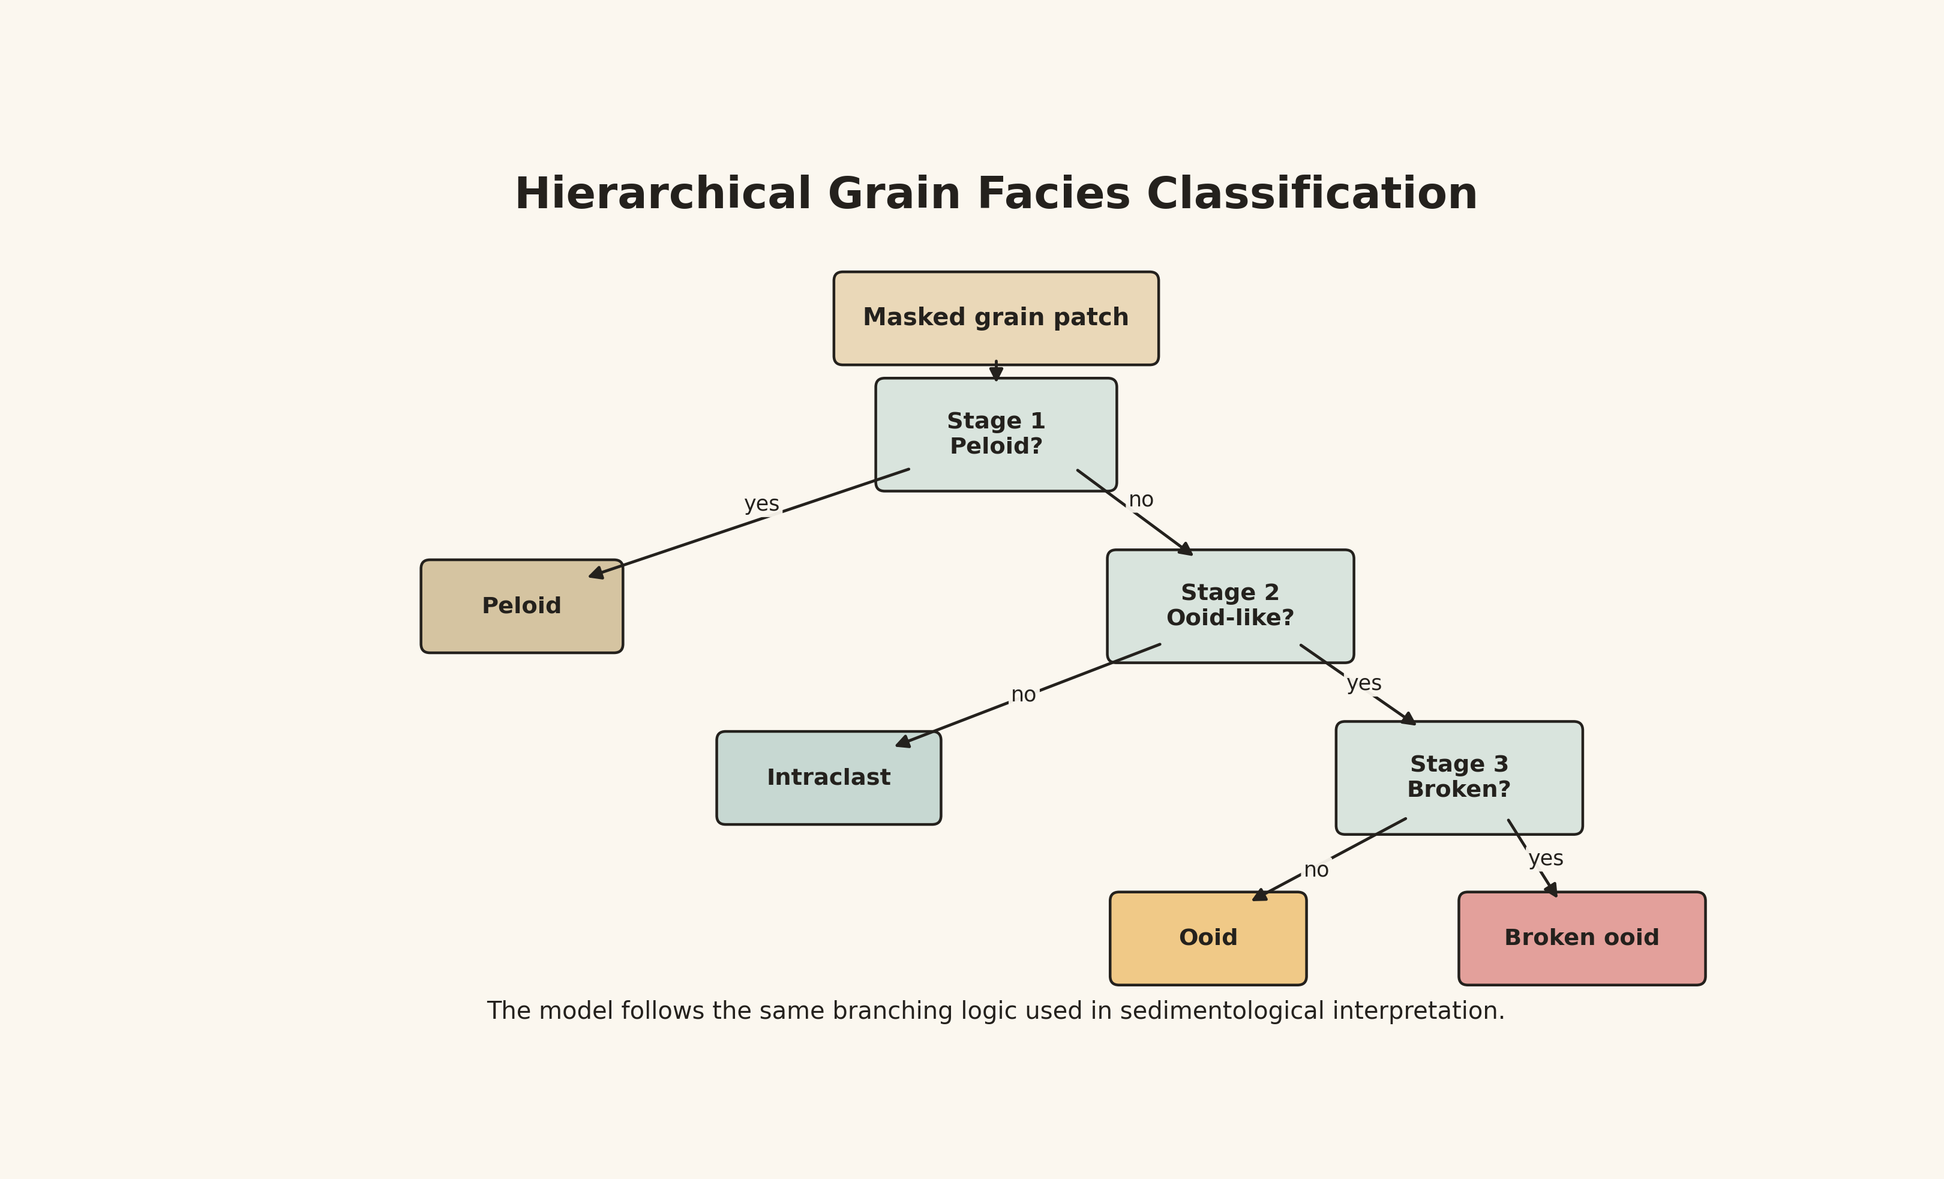 Hierarchical Grain Facies Classification
Masked grain patch
Stage 1
Peloid?
yes
no
Peloid
Stage 2
Ooid-like?
no
yes
Intraclast
Stage 3
Broken?
no
yes
Ooid
Broken ooid
The model follows the same branching logic used in sedimentological interpretation.